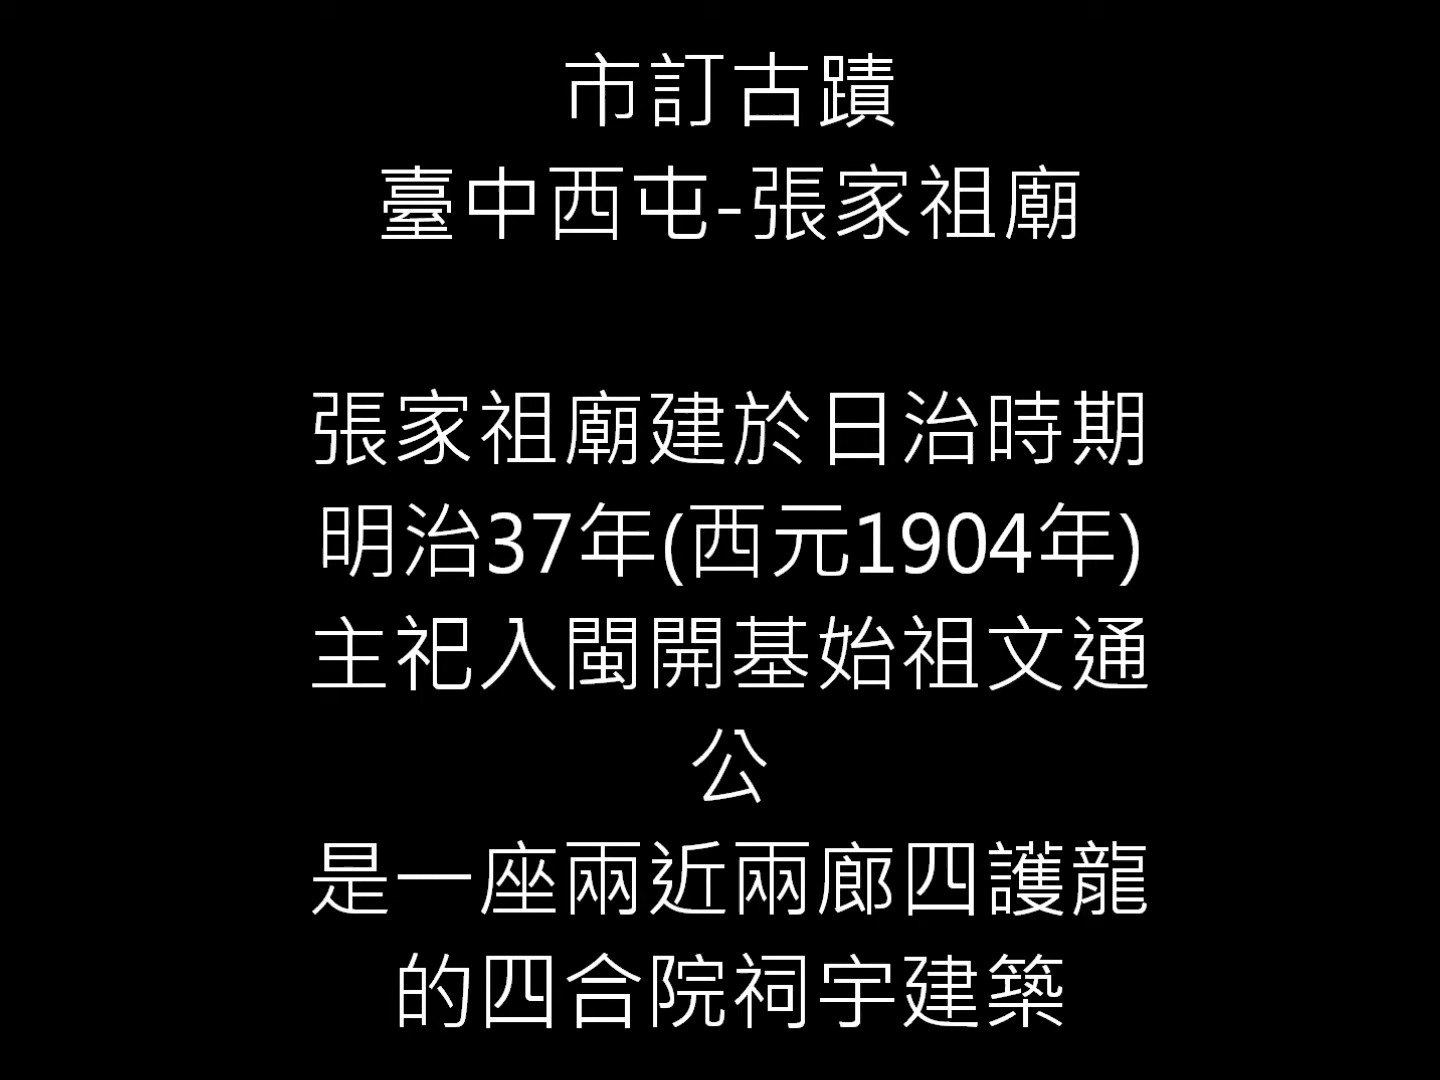 市訂古蹟
臺中西屯-張家祖廟
張家祖廟建於日治時期
明治37年(西元1904年)
主祀入閩開基始祖文通
公
是一座兩近兩廊四護龍
的四合院祠宇建築